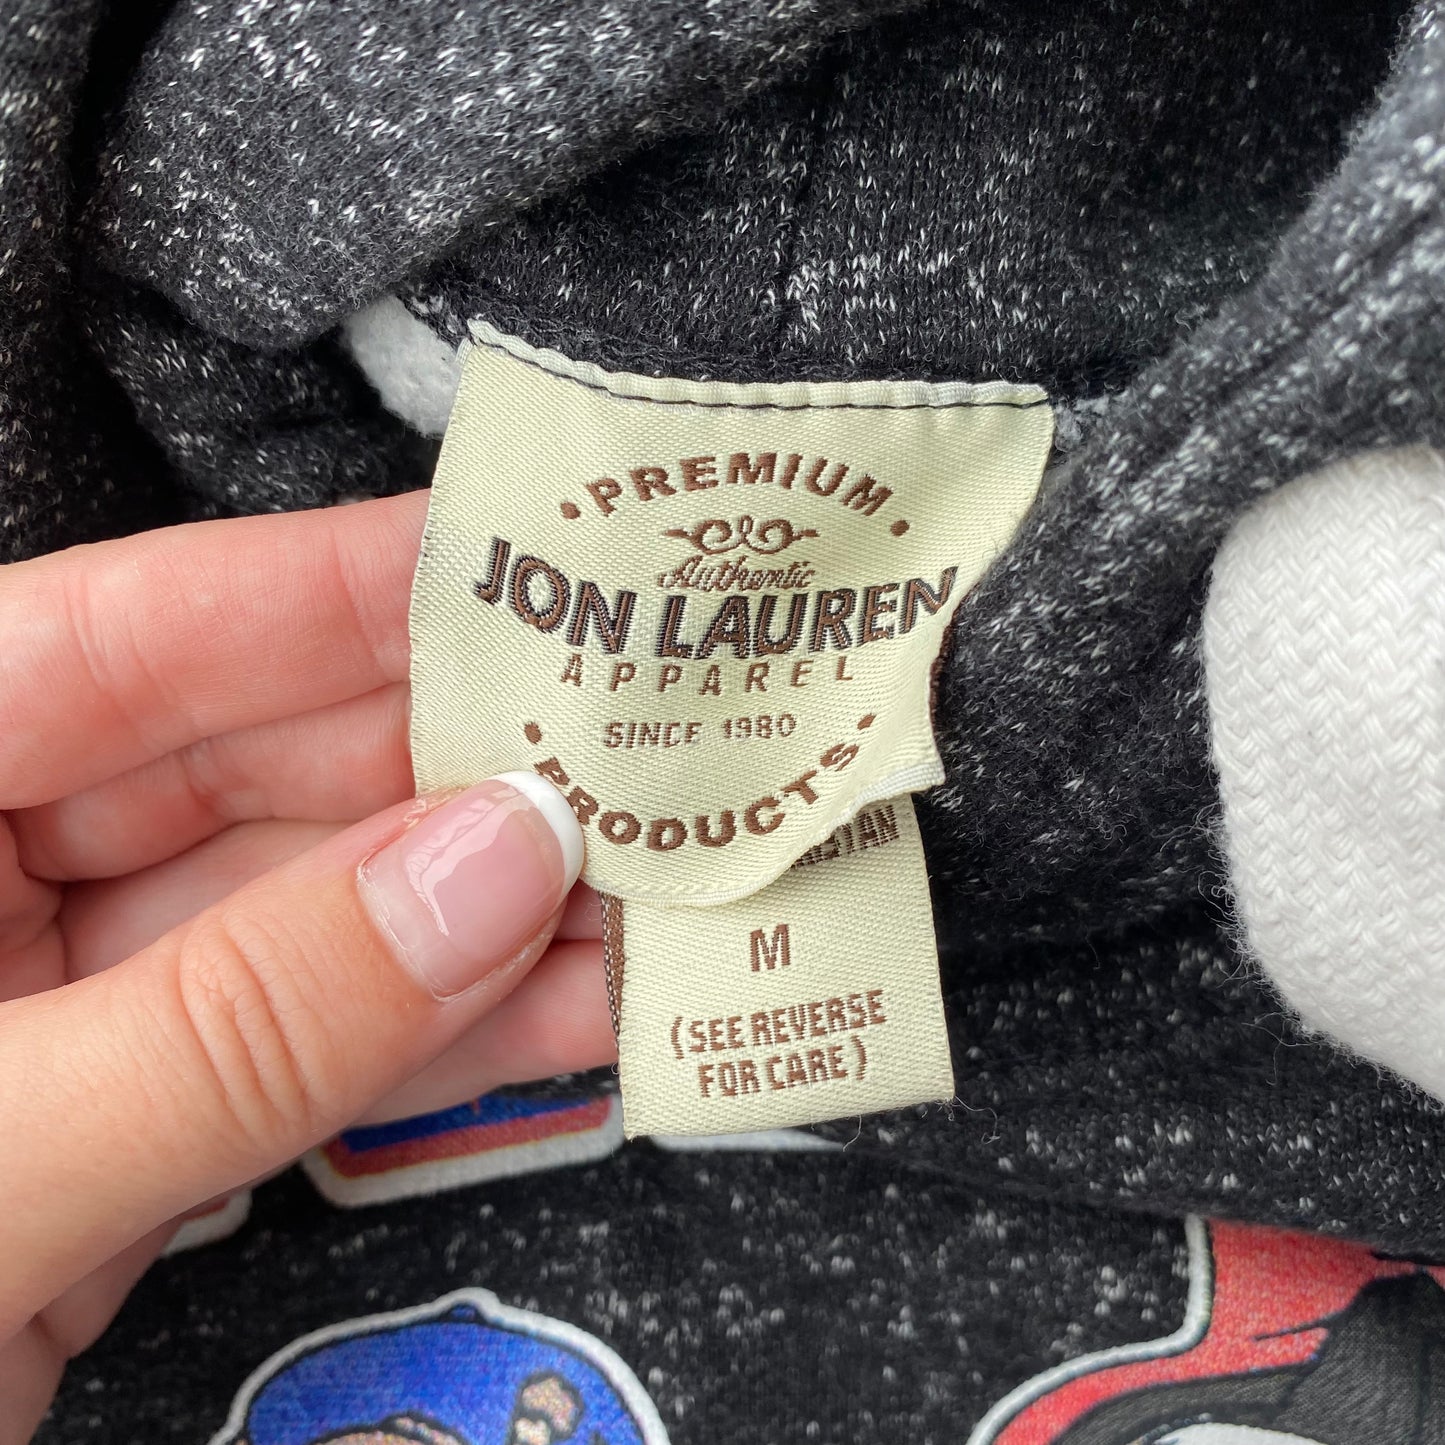 • PREMIUM •
Authentic
JON LAUREN
APPAREL
SINCE 1980
• PRODUCTS •
M
(SEE REVERSE
FOR CARE)